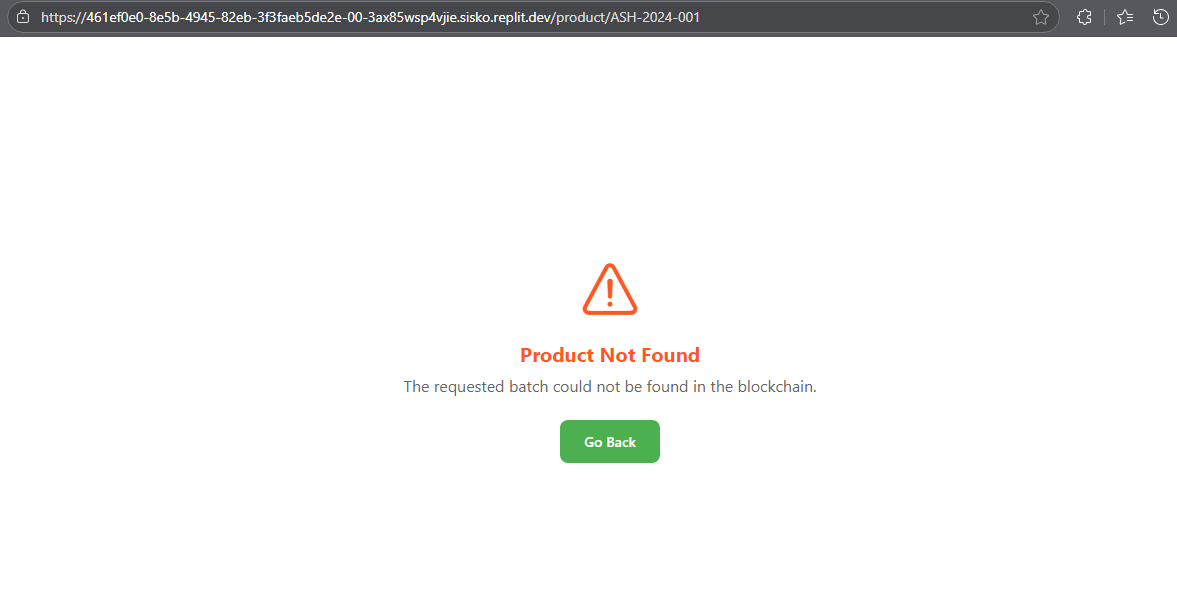 https://461ef0e0-8e5b-4945-82eb-3f3faeb5de2e-00-3ax85wsp4vjie.sisko.replit.dev/product/ASH-2024-001
Product Not Found
The requested batch could not be found in the blockchain.
Go Back